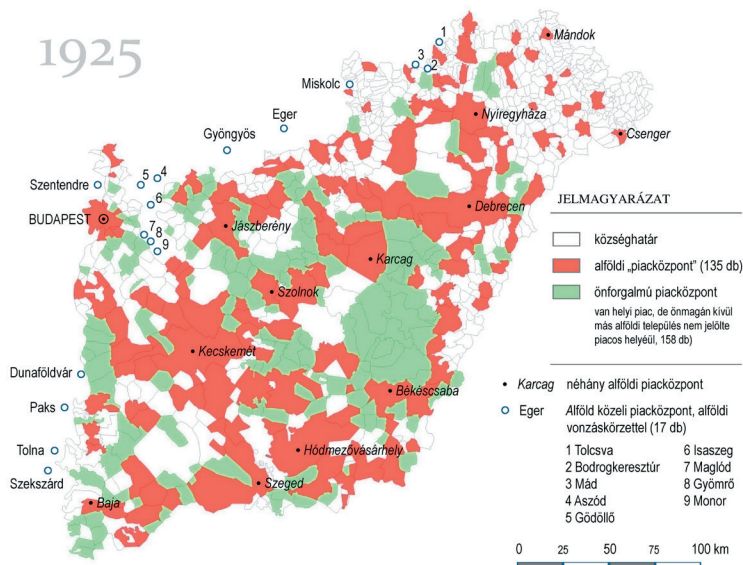 1925
1
3
2
Mándok
Miskolc
Nyíregyháza
Eger
Gyöngyös
Csenger
5
4
Szentendre
6
BUDAPEST
7
8
9
Debrecen
Jászberény
Karcag
Szolnok
Kecskemét
Dunaföldvár
Békéscsaba
Paks
Tolna
Hódmezővásárhely
Szekszárd
Szeged
Baja
JELMAGYARÁZAT
községhatár
alföldi „piacközpont” (135 db)
önforgalmú piacközpont
van helyi piac, de önmagán kívül
más alföldi település nem jelölte
piacos helyéül, 158 db)
Karcag néhány alföldi piacközpont
Eger Alföld közeli piacközpont, alföldi
vonzáskörzettel (17 db)
1 Tolcsva
2 Bodrogkeresztúr
3 Mád
4 Aszód
5 Gödöllő
6 Isaszeg
7 Maglód
8 Gyömrő
9 Monor
0 25 50 75 100 km